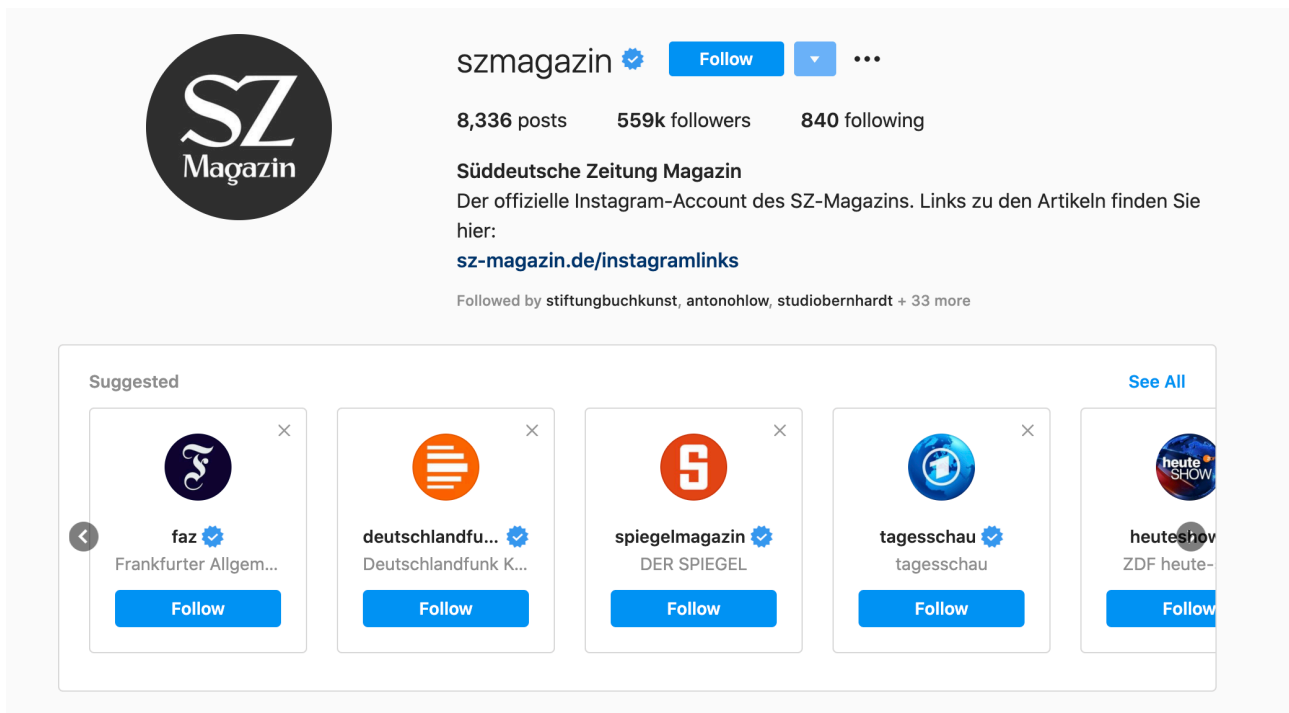 SZ
Magazin
szmagazin
Follow
8,336 posts 559k followers 840 following
Süddeutsche Zeitung Magazin
Der offizielle Instagram-Account des SZ-Magazins. Links zu den Artikeln finden Sie
hier:
sz-magazin.de/instagramlinks
Followed by stiftungbuchkunst, antonohlow, studiobernhardt + 33 more
Suggested See All
F
faz
Frankfurter Allgem...
Follow
deutschlandfu...
Deutschlandfunk K...
Follow
S
spiegelmagazin
DER SPIEGEL
Follow
1
tagesschau
tagesschau
Follow
heute
SHOW
heuteshow
ZDF heute-
Follow